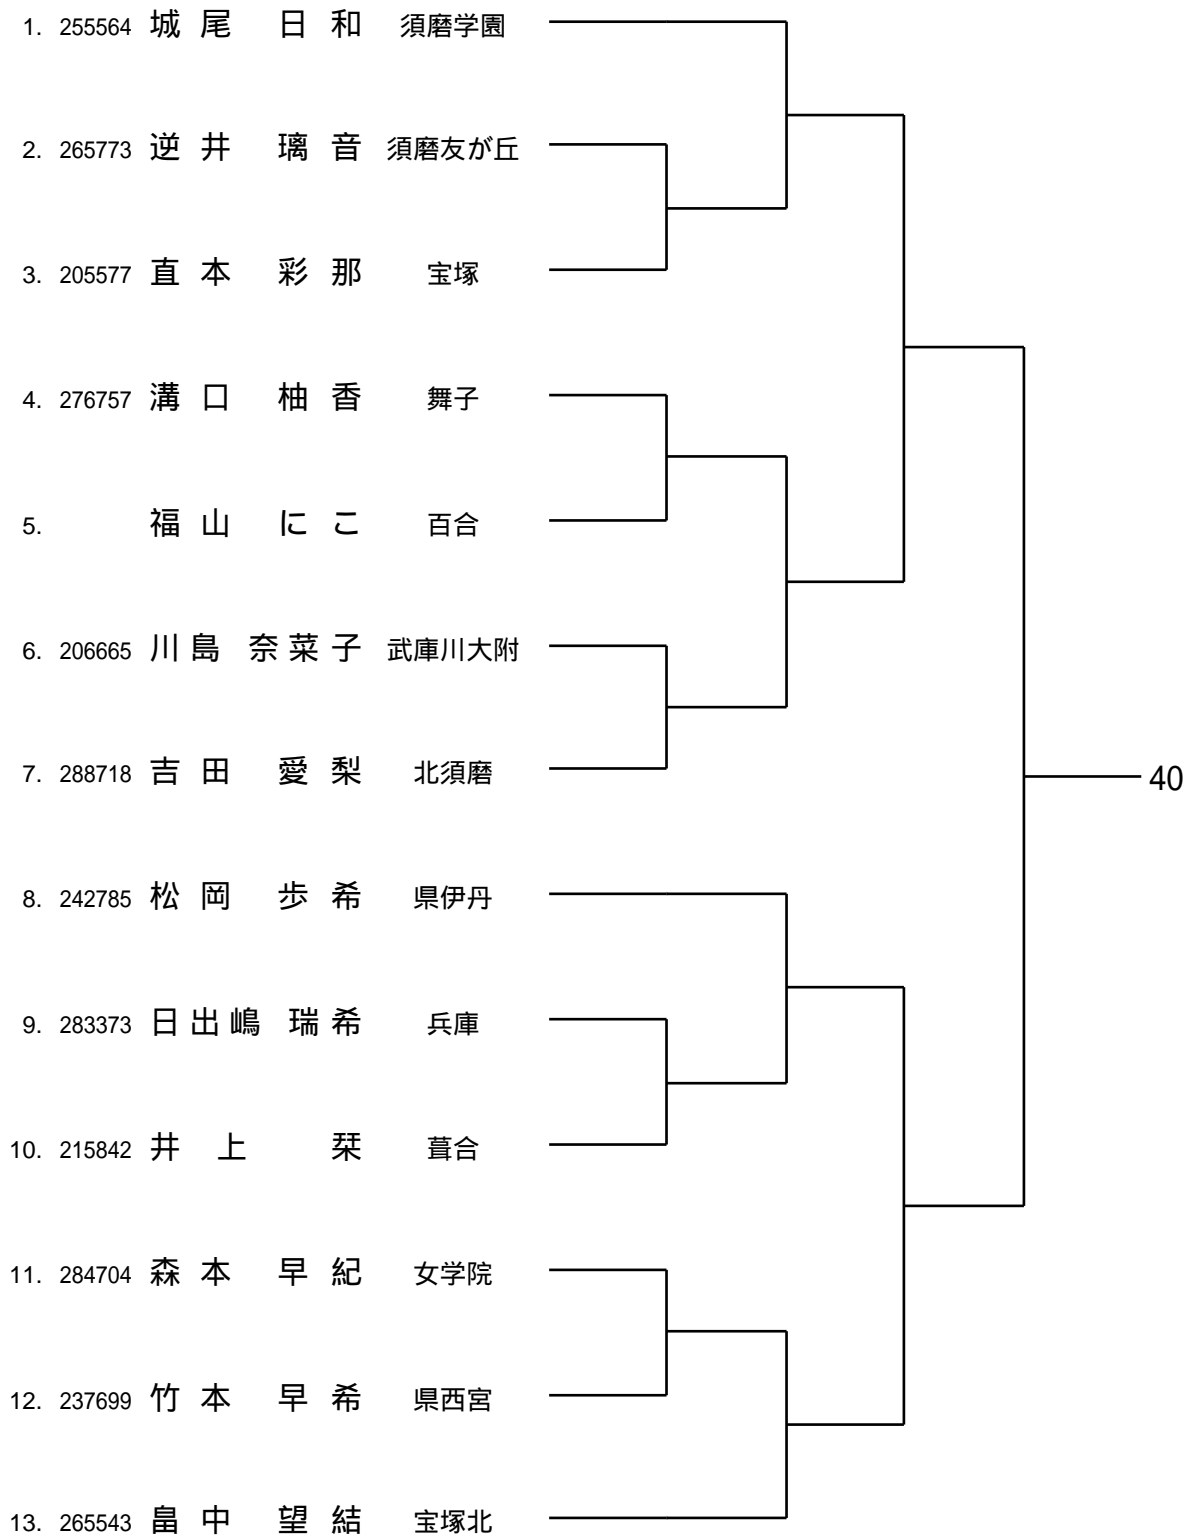 1. 255564 城尾 日和 須磨学園
2. 265773 逆井 璃音 須磨友が丘
3. 205577 直本 彩那 宝塚
4. 276757 溝口 柚香 舞子
5. 福山 にこ 百合
6. 206665 川島 奈菜子 武庫川大附
7. 288718 吉田 愛梨 北須磨
40
8. 242785 松岡 歩希 県伊丹
9. 283373 日出嶋 瑞希 兵庫
10. 215842 井上 栞 葺合
11. 284704 森本 早紀 女学院
12. 237699 竹本 早希 県西宮
13. 265543 畠中 望結 宝塚北